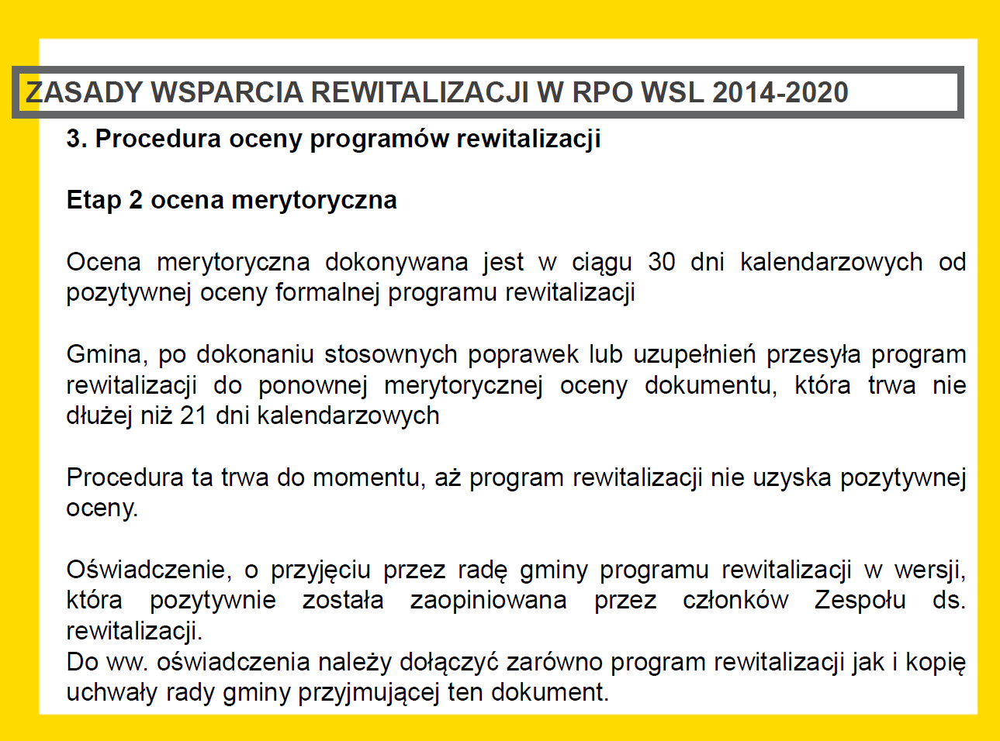 ZASADY WSPARCIA REWITALIZACJI W RPO WSL 2014-2020
3. Procedura oceny programów rewitalizacji
Etap 2 ocena merytoryczna
Ocena merytoryczna dokonywana jest w ciągu 30 dni kalendarzowych od
pozytywnej oceny formalnej programu rewitalizacji
Gmina, po dokonaniu stosownych poprawek lub uzupełnień przesyła program
rewitalizacji do ponownej merytorycznej oceny dokumentu, która trwa nie
dłużej niż 21 dni kalendarzowych
Procedura ta trwa do momentu, aż program rewitalizacji nie uzyska pozytywnej
oceny.
Oświadczenie, o przyjęciu przez radę gminy programu rewitalizacji w wersji,
która pozytywnie została zaopiniowana przez członków Zespołu ds.
rewitalizacji.
Do ww. oświadczenia należy dołączyć zarówno program rewitalizacji jak i kopię
uchwały rady gminy przyjmującej ten dokument.